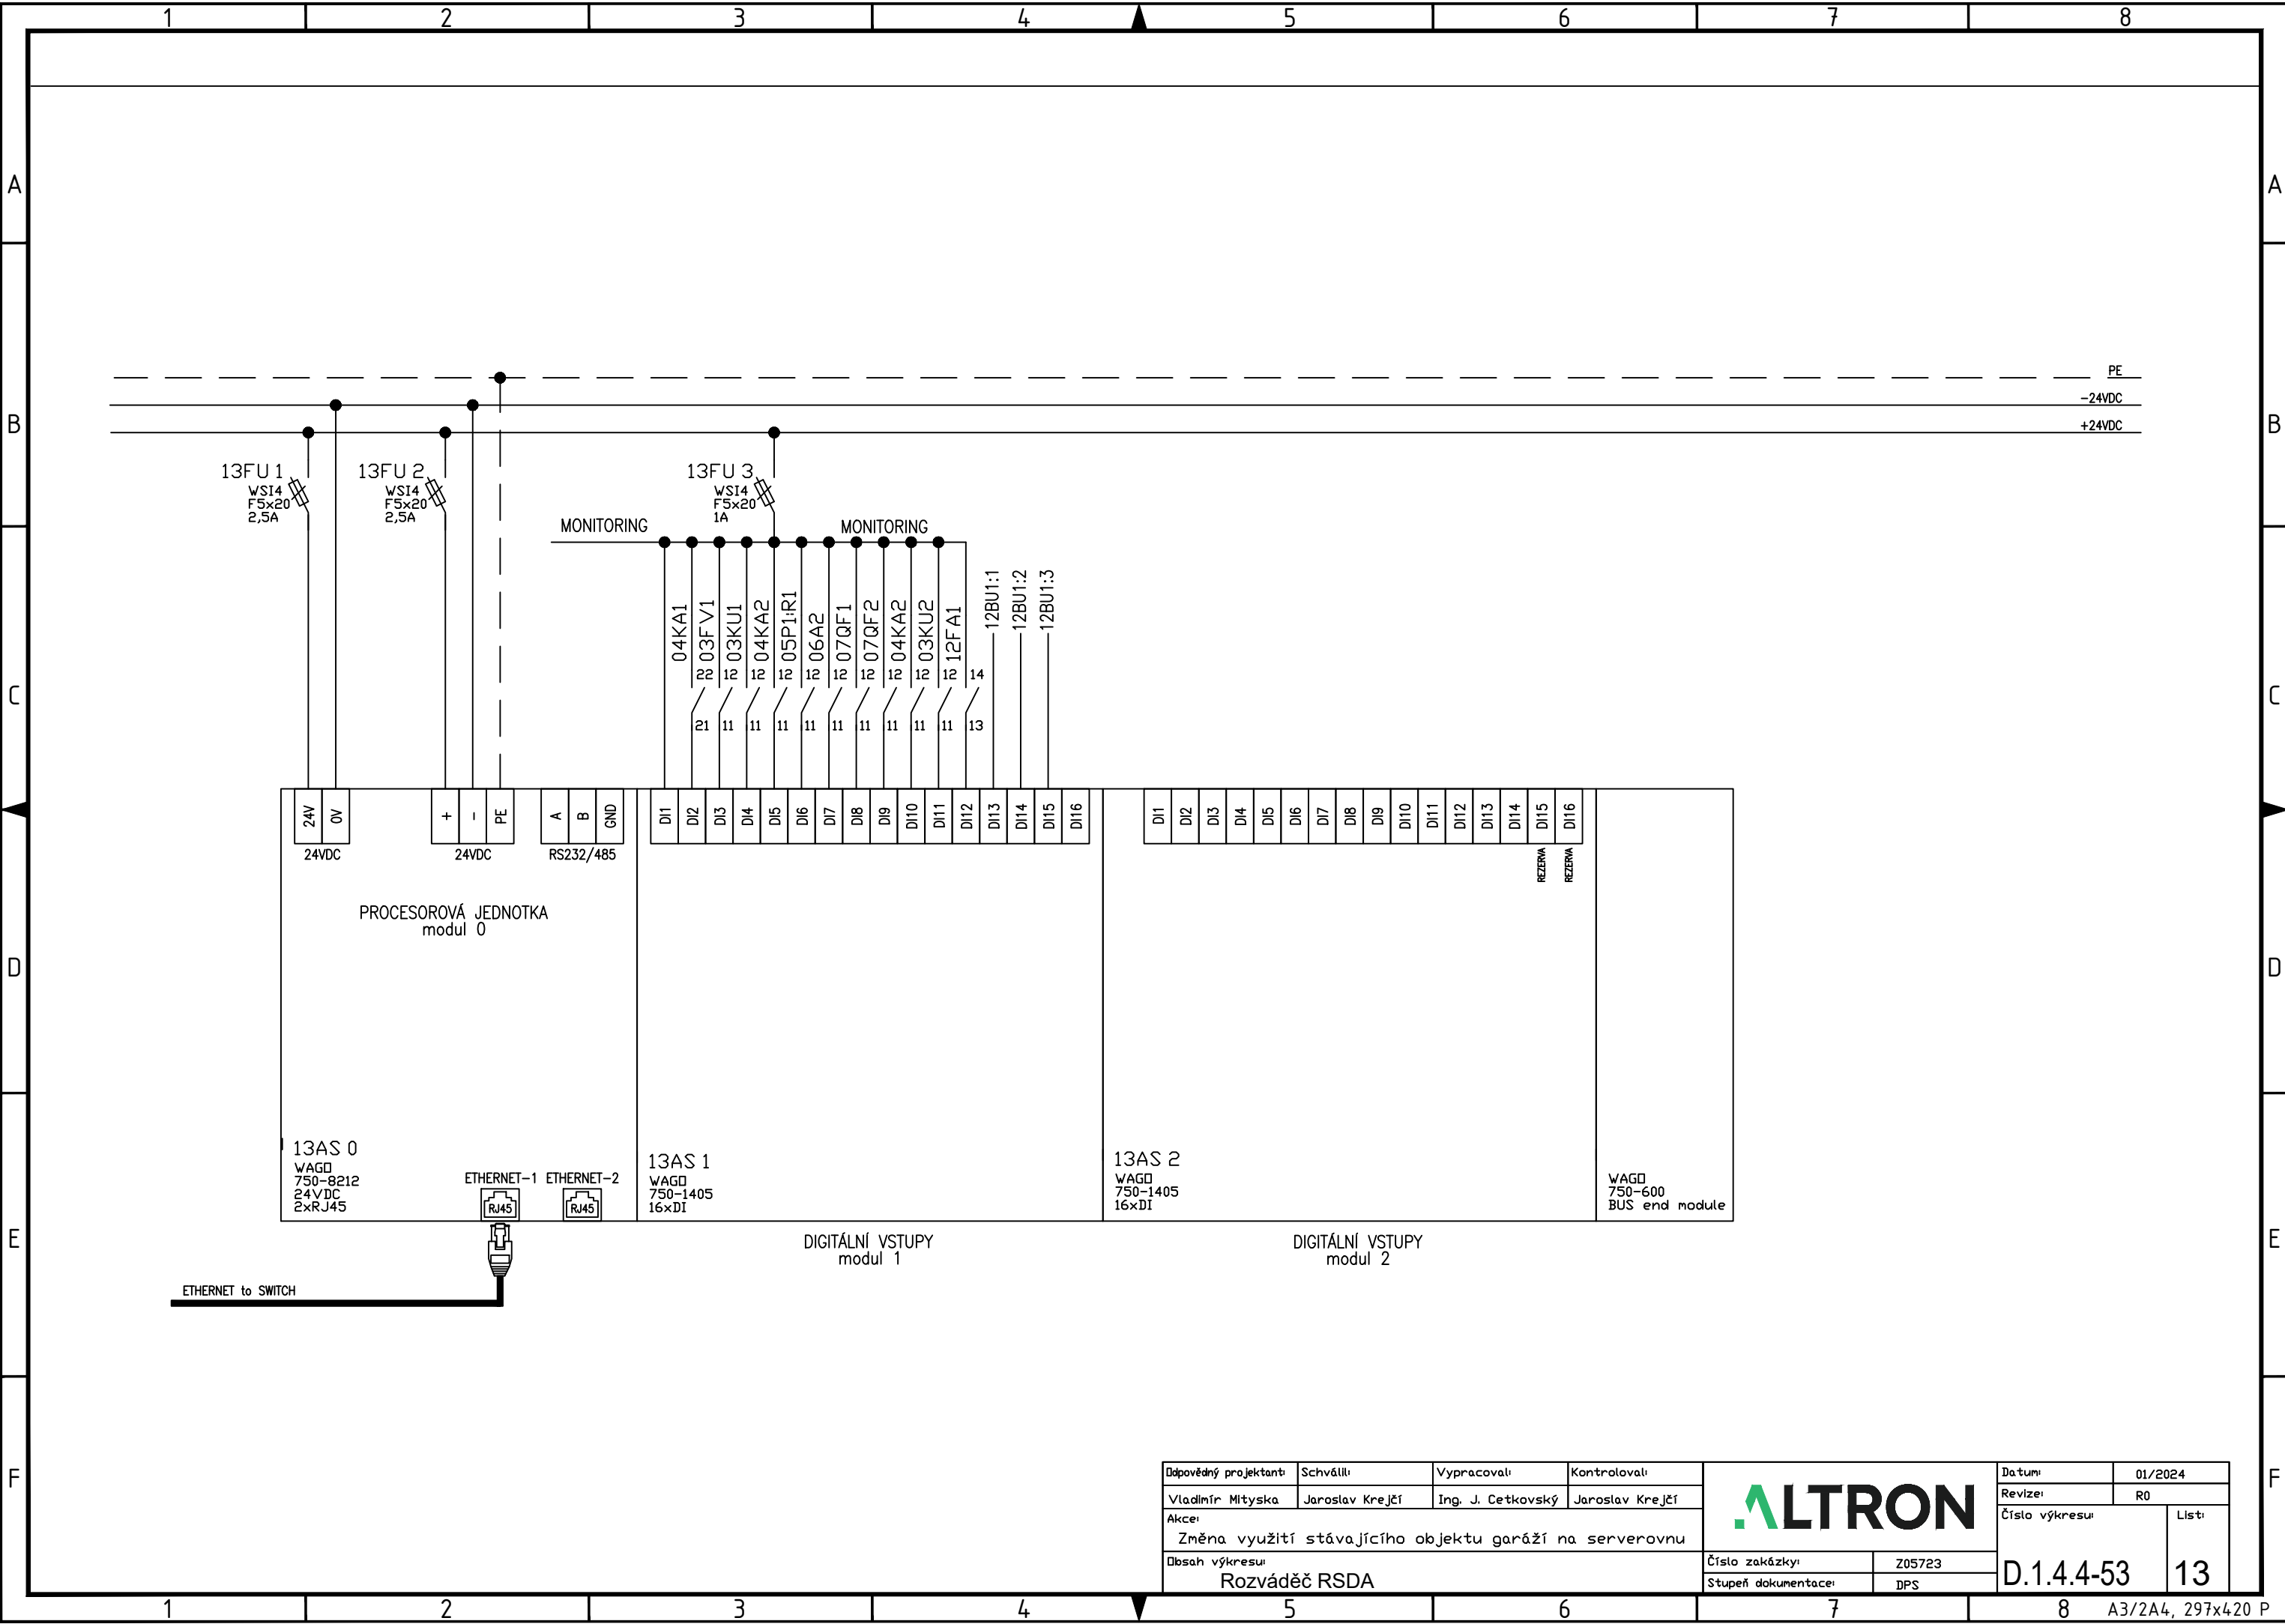 1 2 3 4 5 6 7 8
A A
PE
-24VDC
B B
+24VDC
13FU 1
WSI4
F5x20
2,5A
13FU 2
WSI4
F5x20
2,5A
13FU 3
WSI4
F5x20
1A
MONITORING MONITORING
04KA1
03FV1
03KU1
04KA2
05P1:R1
06A2
07QF1
07QF2
04KA2
03KU2
12FA1
12BU1:1
12BU1:2
12BU1:3
22 12 12 12 12 12 12 12 12 12 14
C C
21 11 11 11 11 11 11 11 11 11 13
24V 0V + - PE A B GND
DI1 DI2 DI3 DI4 DI5 DI6 DI7 DI8 DI9 DI10 DI11 DI12 DI13 DI14 DI15 DI16
DI1 DI2 DI3 DI4 DI5 DI6 DI7 DI8 DI9 DI10 DI11 DI12 DI13 DI14 DI15 DI16
24VDC 24VDC RS232/485
REZERVA REZERVA
PROCESOROVÁ JEDNOTKA
modul 0
D D
13AS 0
WAGO
750-8212
24VDC
2xRJ45
ETHERNET-1 ETHERNET-2
RJ45 RJ45
13AS 1
WAGO
750-1405
16xDI
13AS 2
WAGO
750-1405
16xDI
WAGO
750-600
BUS end module
E E
DIGITÁLNÍ VSTUPY
modul 1
DIGITÁLNÍ VSTUPY
modul 2
ETHERNET to SWITCH
F F
Odpovědný projektant: Schválil: Vypracoval: Kontroloval:
Vladimír Mityska Jaroslav Krejčí Ing. J. Cetkovský Jaroslav Krejčí
Akce:
Změna využití stávajícího objektu garáží na serverovnu
Obsah výkresu:
Rozváděč RSDA
ALTRON
Číslo zakázky: Z05723
Stupeň dokumentace: DPS
Datum: 01/2024
Revize: R0
Číslo výkresu: List:
D.1.4.4-53 13
1 2 3 4 5 6 7 8
A3/2A4, 297x420 P